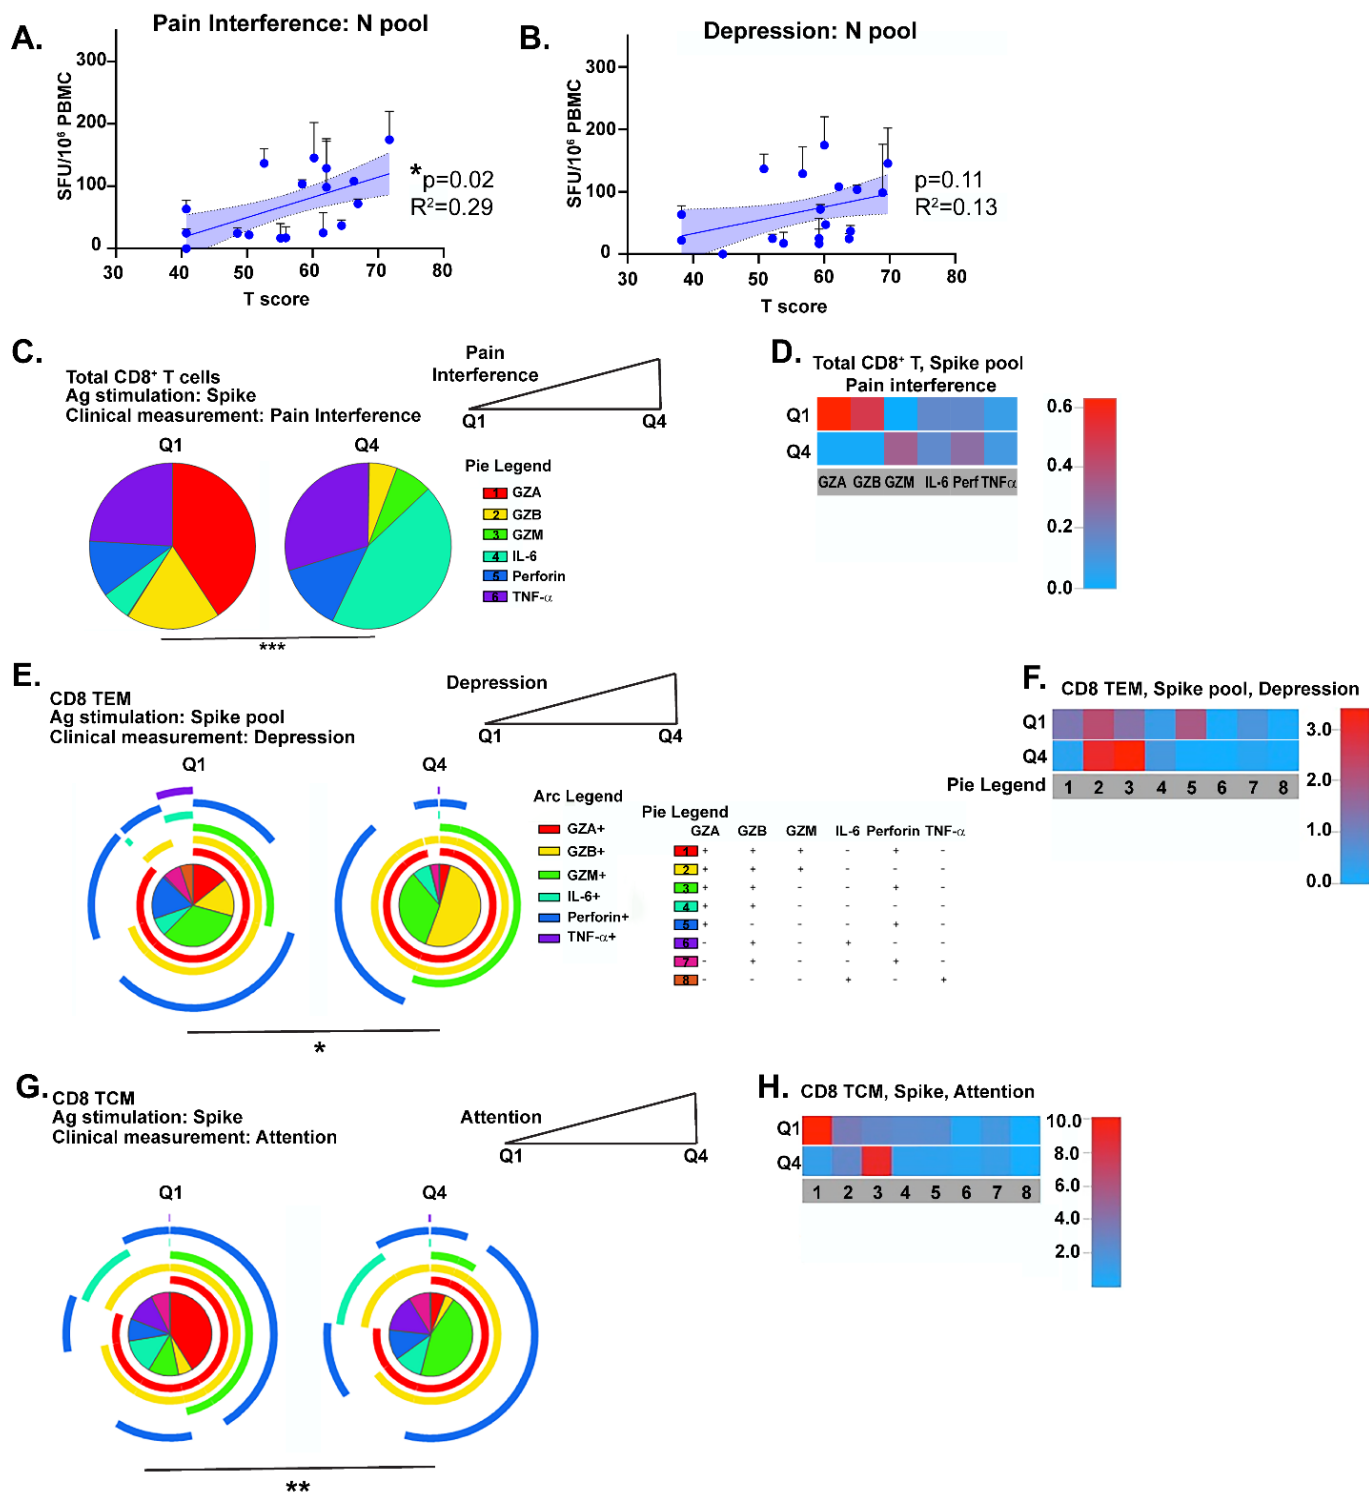 A.
Pain Interference: N pool
SFU/10⁶ PBMC
300
200
100
0
30 40 50 60 70 80
T score
*p=0.02
R²=0.29
B.
Depression: N pool
SFU/10⁶ PBMC
300
200
100
0
30 40 50 60 70 80
T score
p=0.11
R²=0.13
C.
Total CD8⁺ T cells
Ag stimulation: Spike
Clinical measurement: Pain Interference
Pain
Interference
Q1 Q4
Q1 Q4
Pie Legend
1 GZA
2 GZB
3 GZM
4 IL-6
5 Perforin
6 TNF-α
***
D.
Total CD8⁺ T, Spike pool
Pain interference
Q1
Q4
GZA GZB GZM IL-6 Perf TNFα
0.6
0.4
0.2
0.0
E.
CD8 TEM
Ag stimulation: Spike pool
Clinical measurement: Depression
Depression
Q1 Q4
Q1 Q4
Arc Legend
GZA+
GZB+
GZM+
IL-6+
Perforin+
TNF-α+
Pie Legend
GZA GZB GZM IL-6 Perforin TNF-α
1 + + + - + -
2 + + + - - -
3 + + - - + -
4 + + - - - -
5 + - - - + -
6 - + - + - -
7 - + - - + -
8 - - - + - +
*
F.
CD8 TEM, Spike pool, Depression
Q1
Q4
Pie Legend 1 2 3 4 5 6 7 8
3.0
2.0
1.0
0.0
G.
CD8 TCM
Ag stimulation: Spike
Clinical measurement: Attention
Attention
Q1 Q4
Q1 Q4
**
H.
CD8 TCM, Spike, Attention
Q1
Q4
1 2 3 4 5 6 7 8
10.0
8.0
6.0
4.0
2.0